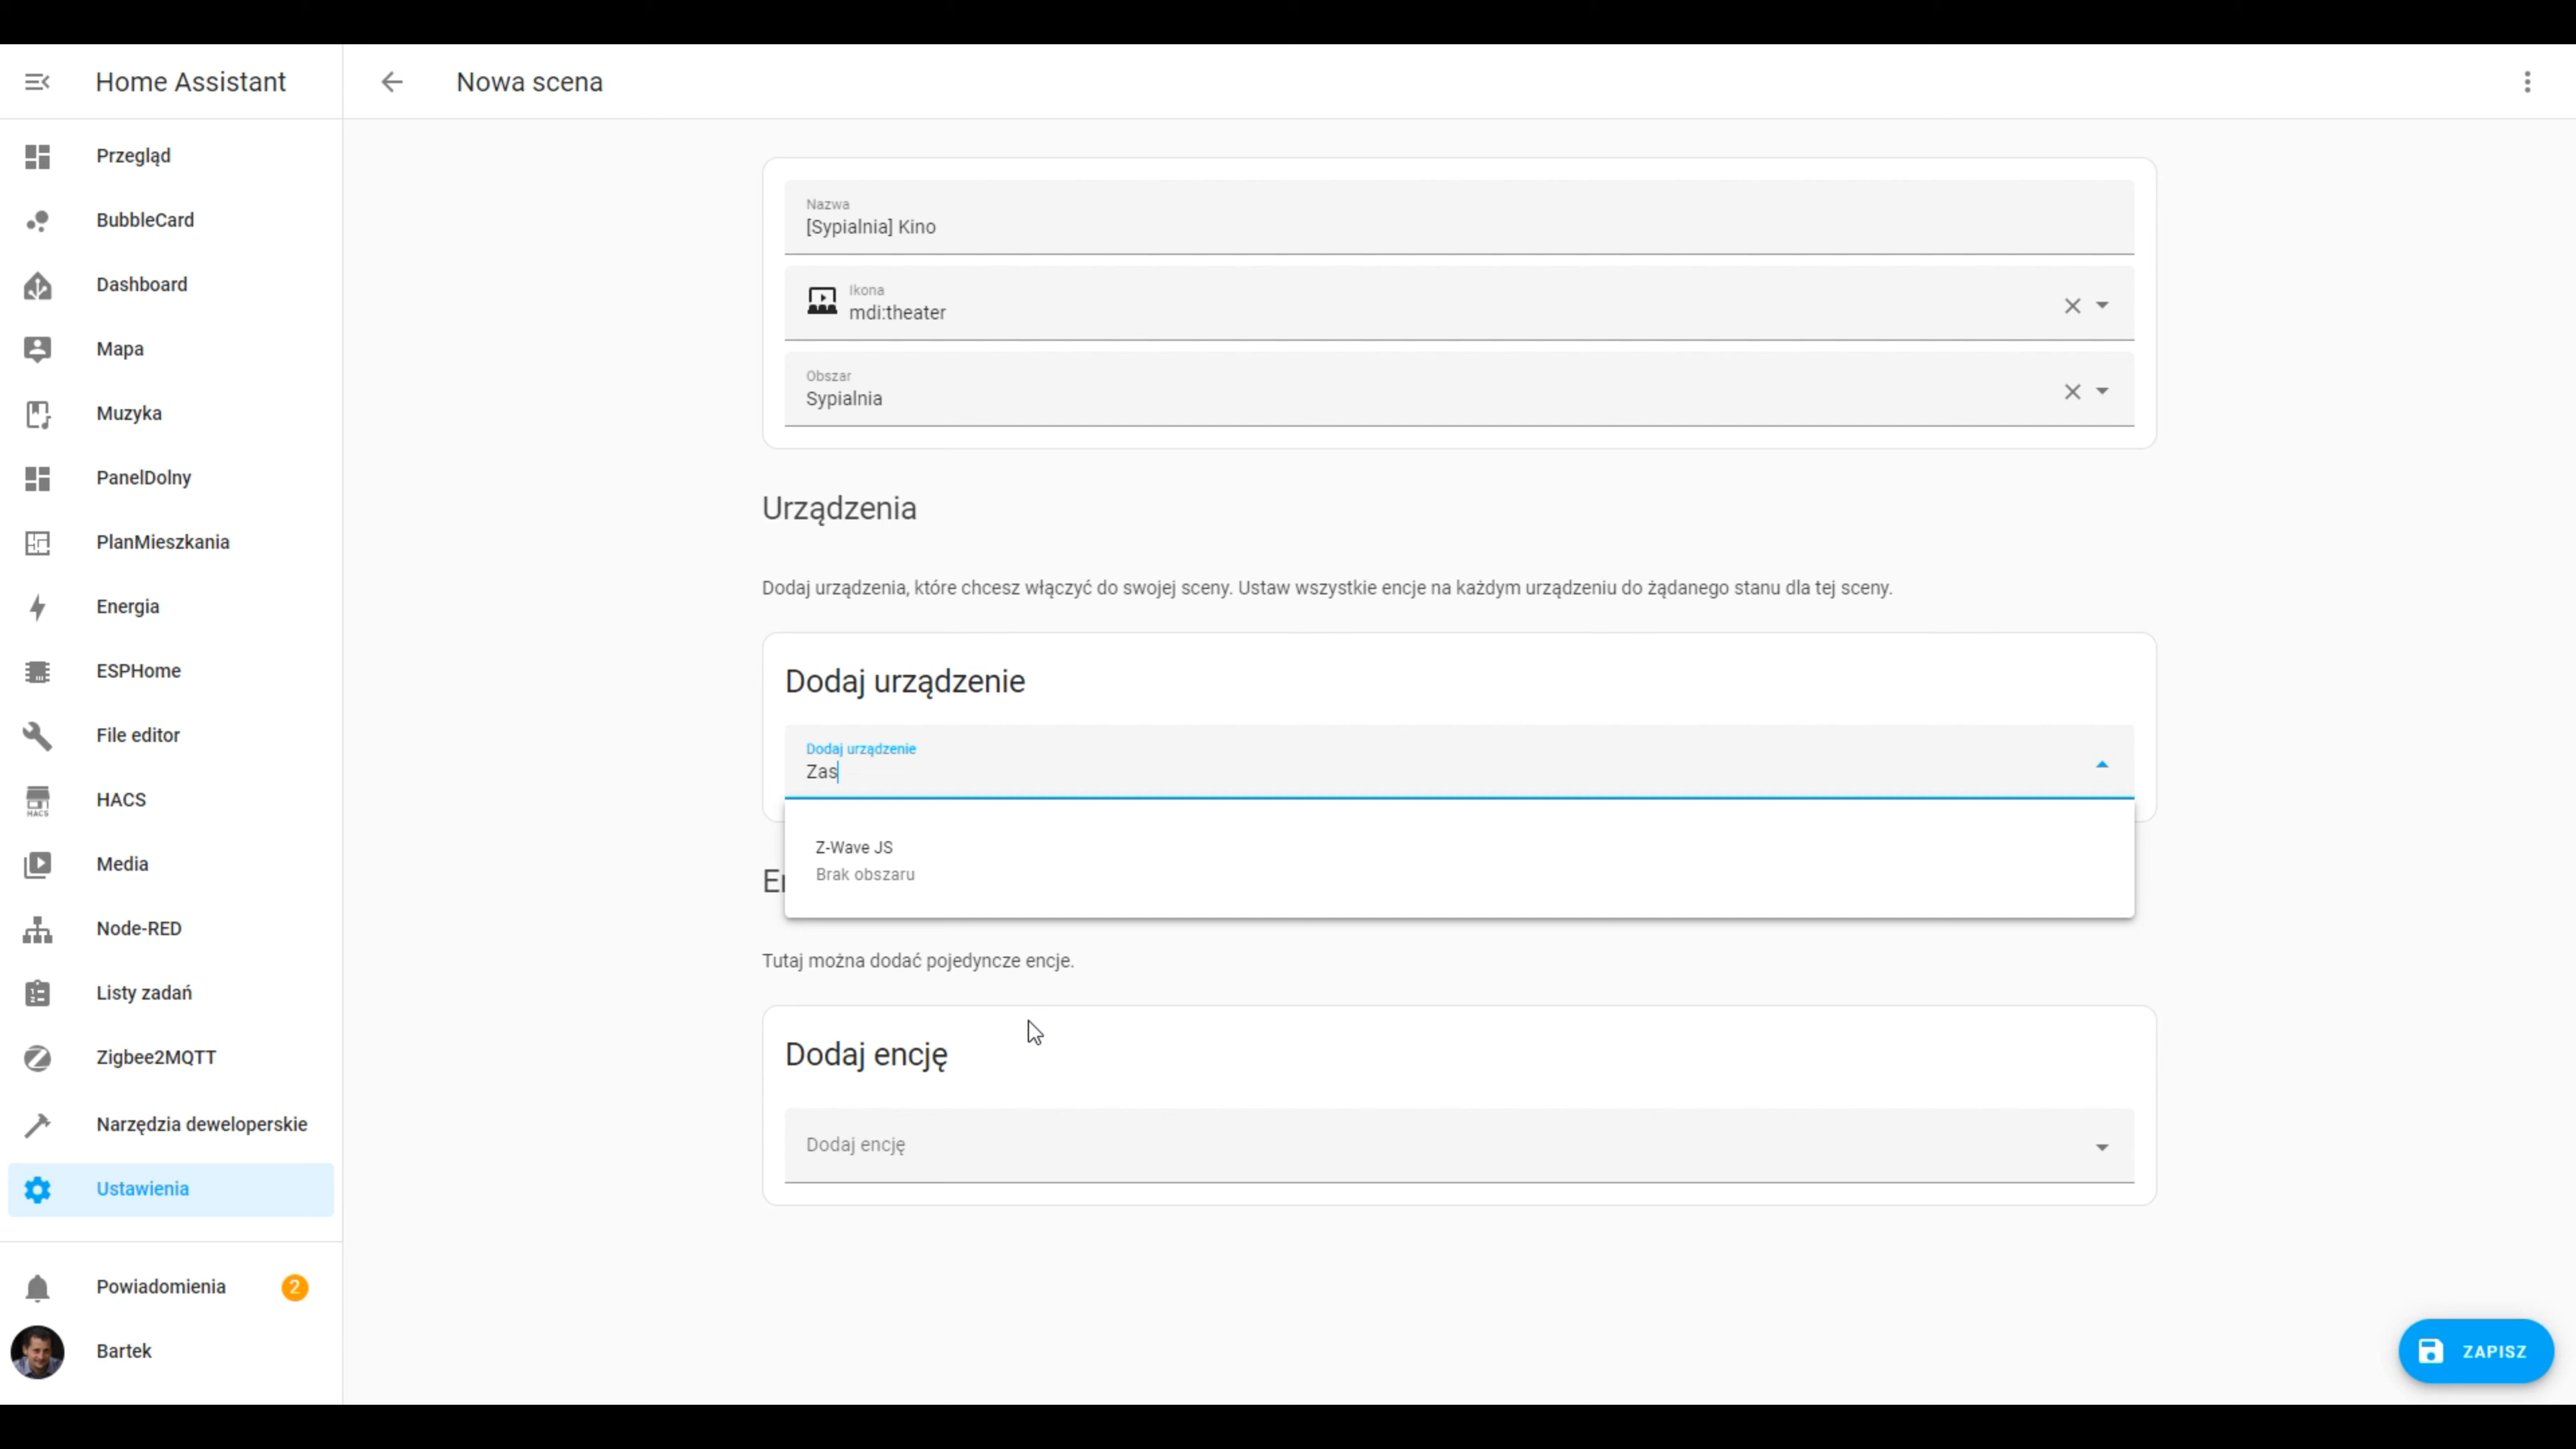 Home Assistant
Nowa scena
Przegląd
BubbleCard
Dashboard
Mapa
Muzyka
PanelDolny
PlanMieszkania
Energia
ESPHome
File editor
HACS
HACS
Media
Node-RED
Listy zadań
Zigbee2MQTT
Narzędzia deweloperskie
Ustawienia
Powiadomienia 2
Bartek
Nazwa
[Sypialnia] Kino
Ikona
mdi:theater
Obszar
Sypialnia
Urządzenia
Dodaj urządzenia, które chcesz włączyć do swojej sceny. Ustaw wszystkie encje na każdym urządzeniu do żądanego stanu dla tej sceny.
Dodaj urządzenie
Dodaj urządzenie
Zas
Z-Wave JS
Brak obszaru
Tutaj można dodać pojedyncze encje.
Dodaj encję
Dodaj encję
ZAPISZ